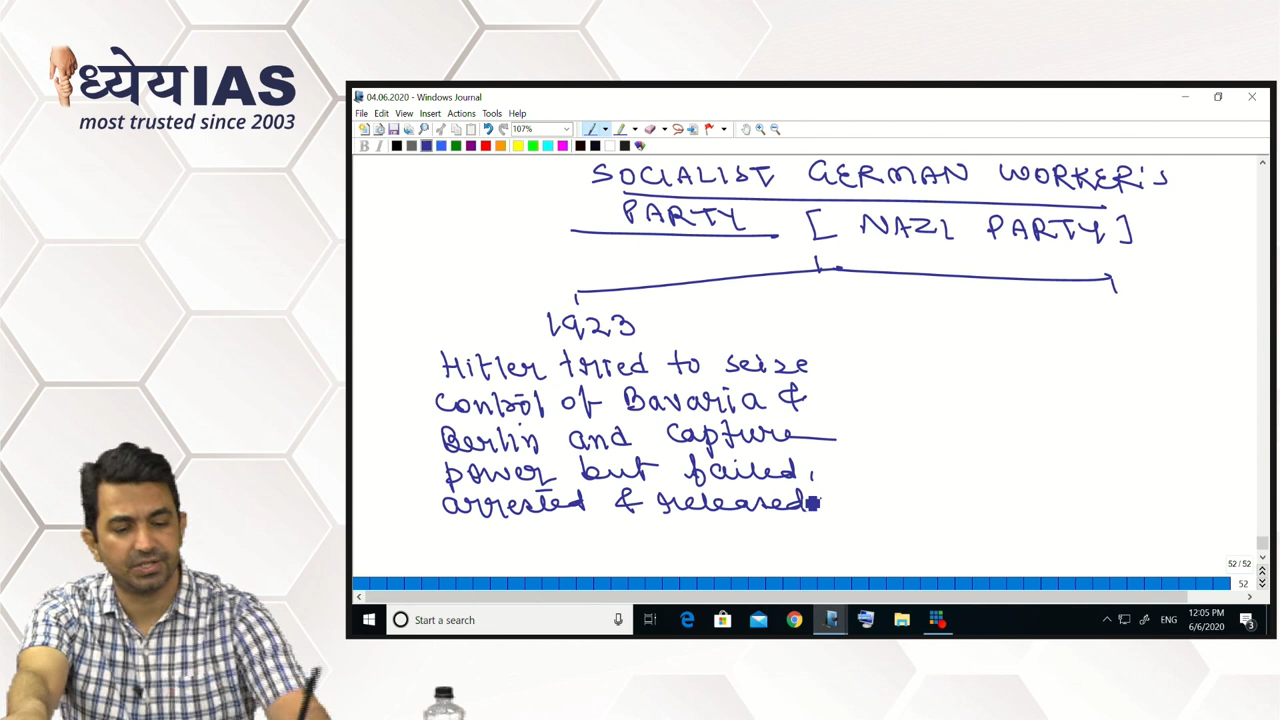 ध्येय IAS
most trusted since 2003
04.06.2020 - Windows Journal
File Edit View Insert Actions Tools Help
107%
B I
SOCIALIST GERMAN WORKER'S
PARTY [ NAZI PARTY ]
1923
Hitler tried to seize
control of Bavaria &
Berlin and capture
power but failed,
arrested & released
52 / 52
52
Start a search
ENG
12:05 PM
6/6/2020
3